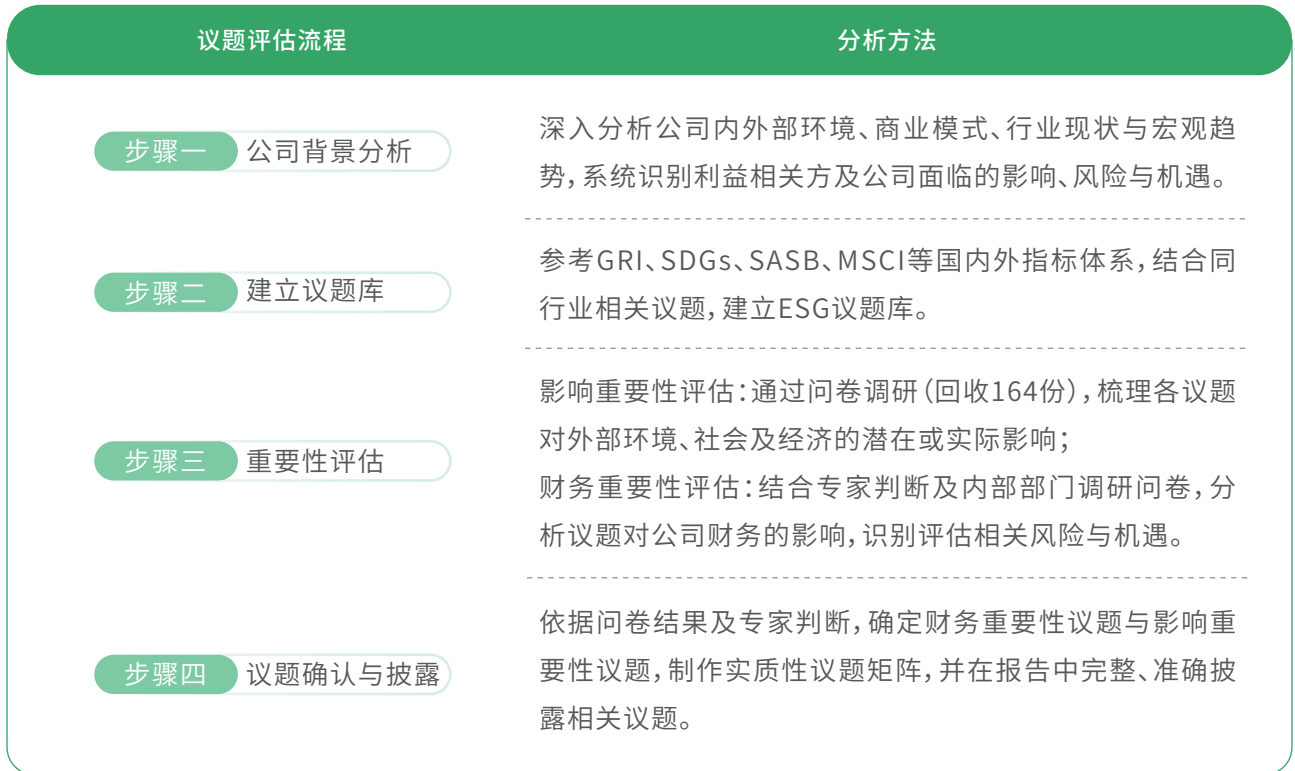 议题评估流程
分析方法
步骤一 公司背景分析
深入分析公司内外部环境、商业模式、行业现状与宏观趋
势,系统识别利益相关方及公司面临的影响、风险与机遇。
步骤二 建立议题库
参考GRI、SDGs、SASB、MSCI等国内外指标体系,结合同
行业相关议题,建立ESG议题库。
步骤三 重要性评估
影响重要性评估:通过问卷调研(回收164份),梳理各议题
对外部环境、社会及经济的潜在或实际影响;
财务重要性评估:结合专家判断及内部部门调研问卷,分
析议题对公司财务的影响,识别评估相关风险与机遇。
步骤四 议题确认与披露
依据问卷结果及专家判断,确定财务重要性议题与影响重
要性议题,制作实质性议题矩阵,并在报告中完整、准确披
露相关议题。